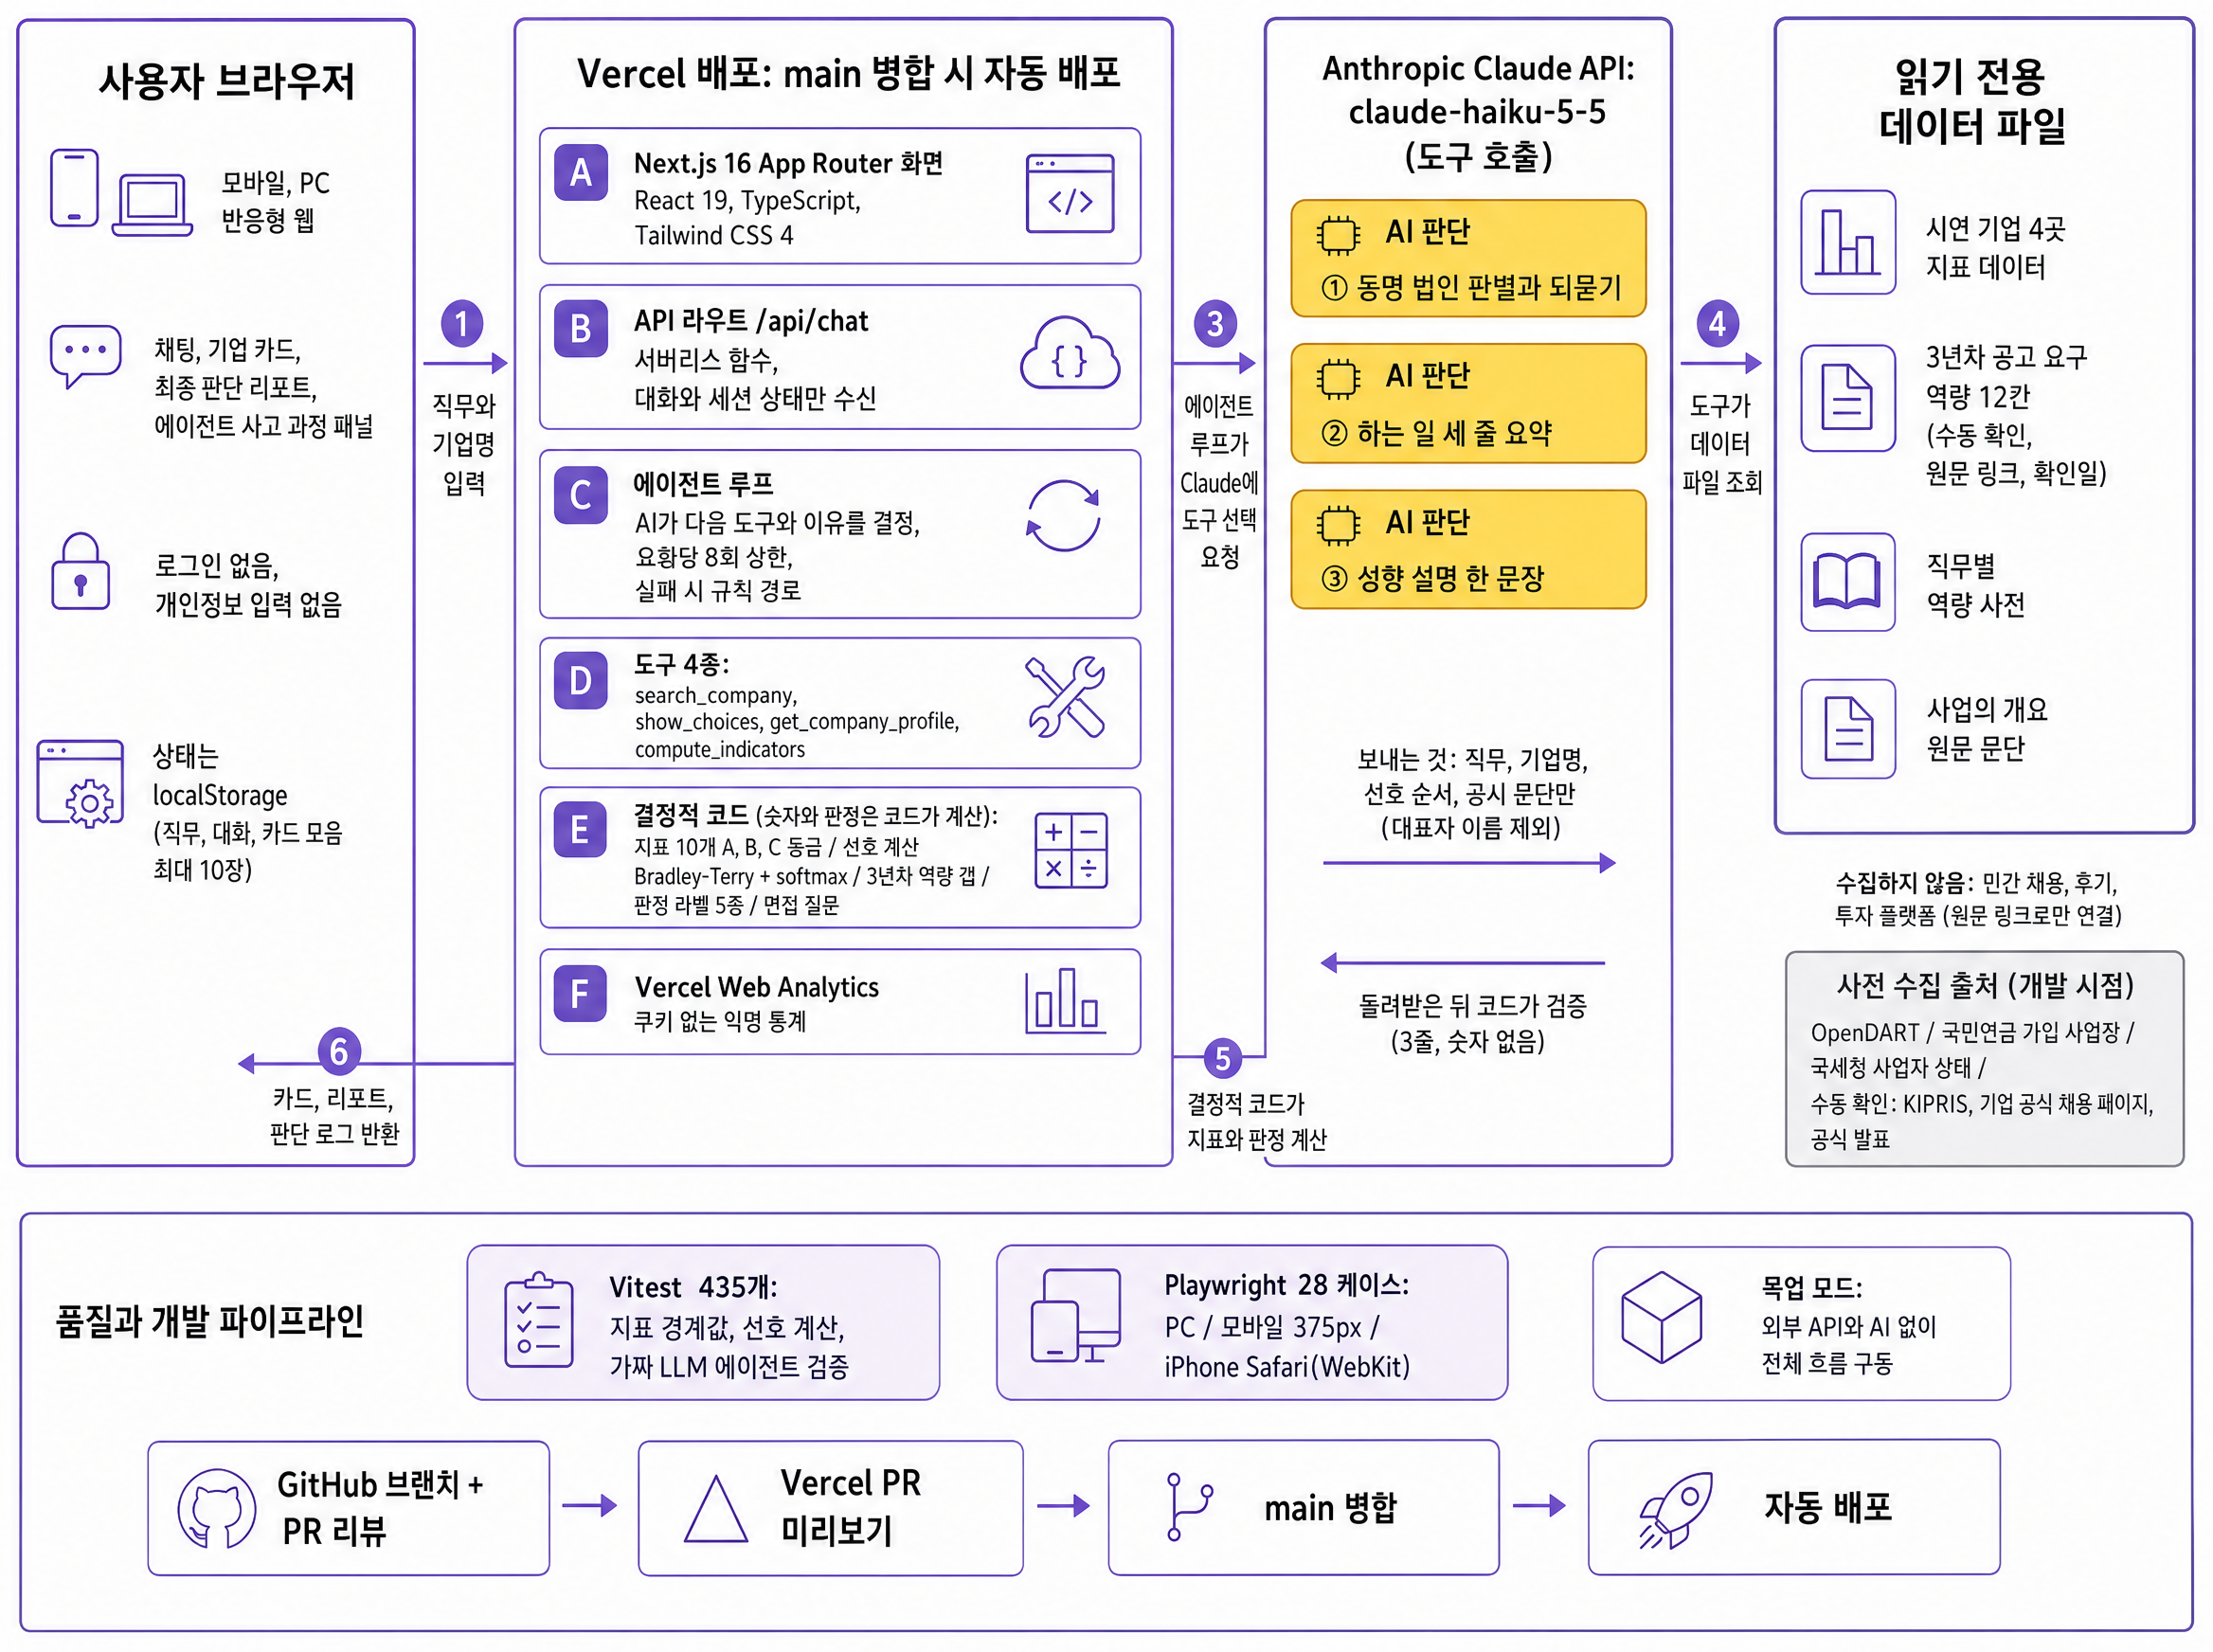 사용자 브라우저
모바일, PC
반응형 웹
채팅, 기업 카드,
최종 판단 리포트,
에이전트 사고 과정 패널
로그인 없음,
개인정보 입력 없음
상태는
localStorage
(직무, 대화, 카드 모음
최대 10장)
1
직무와
기업명
입력
Vercel 배포: main 병합 시 자동 배포
A
Next.js 16 App Router 화면
React 19, TypeScript,
Tailwind CSS 4
</>
B
API 라우트 /api/chat
서버리스 함수,
대화와 세션 상태만 수신
{ }
C
에이전트 루프
AI가 다음 도구와 이유를 결정,
요황당 8회 상한,
실패 시 규칙 경로
D
도구 4종:
search_company,
show_choices, get_company_profile,
compute_indicators
E
결정적 코드 (숫자와 판정은 코드가 계산):
지표 10개 A, B, C 동금 / 선호 계산
Bradley-Terry + softmax / 3년차 역량 갭 /
판정 라벨 5종 / 면접 질문
+ −
× ÷
F
Vercel Web Analytics
쿠키 없는 익명 통계
3
에이전트
루프가
Claude에
도구 선택
요청
Anthropic Claude API:
claude-haiku-5-5
(도구 호출)
AI 판단
① 동명 법인 판별과 되묻기
AI 판단
② 하는 일 세 줄 요약
AI 판단
③ 성향 설명 한 문장
보내는 것: 직무, 기업명,
선호 순서, 공시 문단만
(대표자 이름 제외)
돌려받은 뒤 코드가 검증
(3줄, 숫자 없음)
4
도구가
데이터
파일 조회
읽기 전용
데이터 파일
시연 기업 4곳
지표 데이터
3년차 공고 요구
역량 12칸
(수동 확인,
원문 링크, 확인일)
직무별
역량 사전
사업의 개요
원문 문단
수집하지 않음: 민간 채용, 후기,
투자 플랫폼 (원문 링크로만 연결)
사전 수집 출처 (개발 시점)
OpenDART / 국민연금 가입 사업장 /
국세청 사업자 상태 /
수동 확인: KIPRIS, 기업 공식 채용 페이지,
공식 발표
5
결정적 코드가
지표와 판정 계산
6
카드, 리포트,
판단 로그 반환
품질과 개발 파이프라인
Vitest 435개:
지표 경계값, 선호 계산,
가짜 LLM 에이전트 검증
Playwright 28 케이스:
PC / 모바일 375px /
iPhone Safari(WebKit)
목업 모드:
외부 API와 AI 없이
전체 흐름 구동
GitHub 브랜치 +
PR 리뷰
Vercel PR
미리보기
main 병합
자동 배포